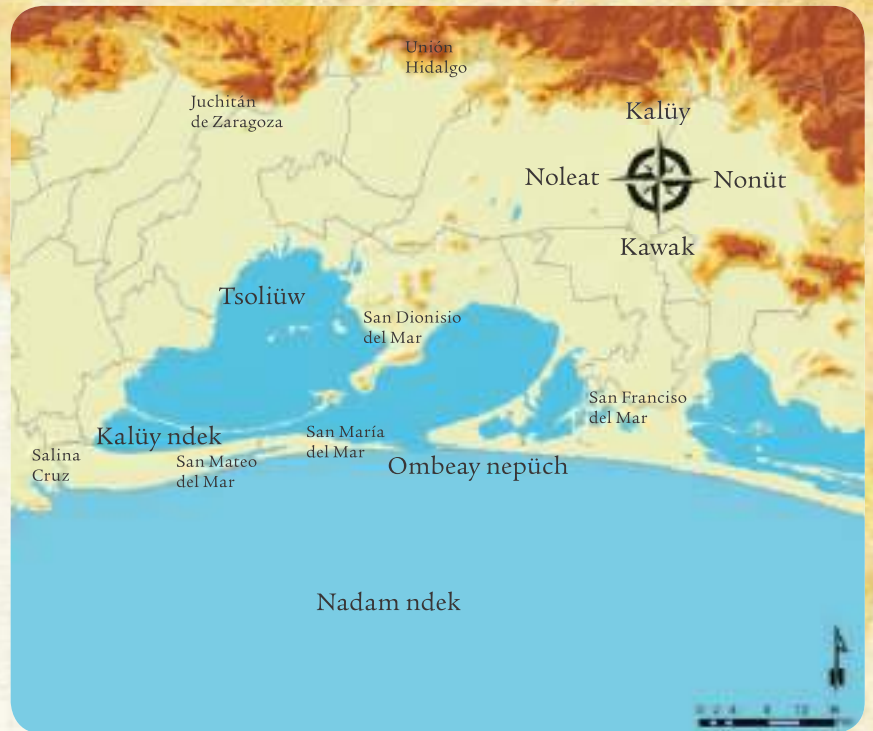 Unión
Hidalgo
Juchitán
de Zaragoza
Kalüy
Noleat
Nonüt
Kawak
Tsoliüw
San Dionisio
del Mar
San Franciso
del Mar
Kalüy ndek
San María
del Mar
Salina
Cruz
San Mateo
del Mar
Ombeay nepüch
Nadam ndek